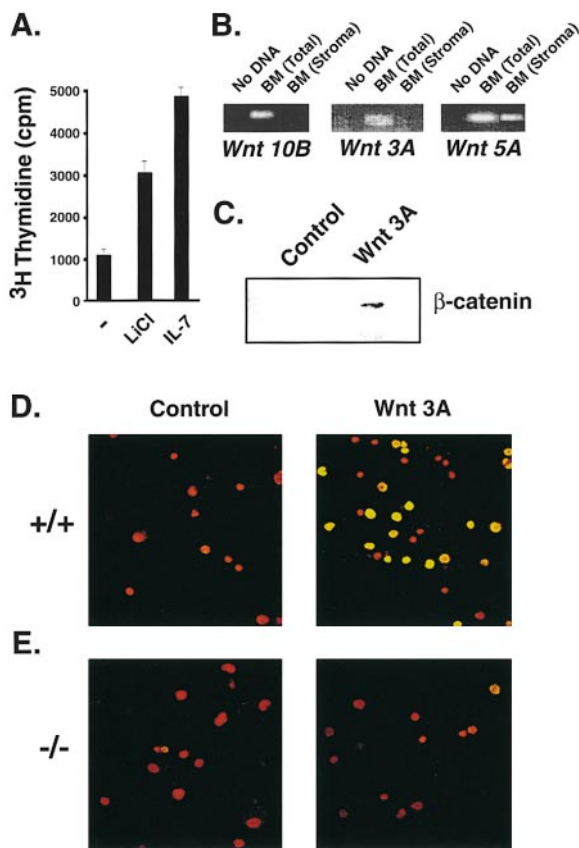 A.
³H Thymidine (cpm)
5000
4000
3000
2000
1000
0
-
LiCl
IL-7
B.
No DNA
BM (Total)
BM (Stroma)
No DNA
BM (Total)
BM (Stroma)
No DNA
BM (Total)
BM (Stroma)
Wnt 10B
Wnt 3A
Wnt 5A
C.
Control
Wnt 3A
β-catenin
D.
Control
Wnt 3A
+/+
E.
-/-